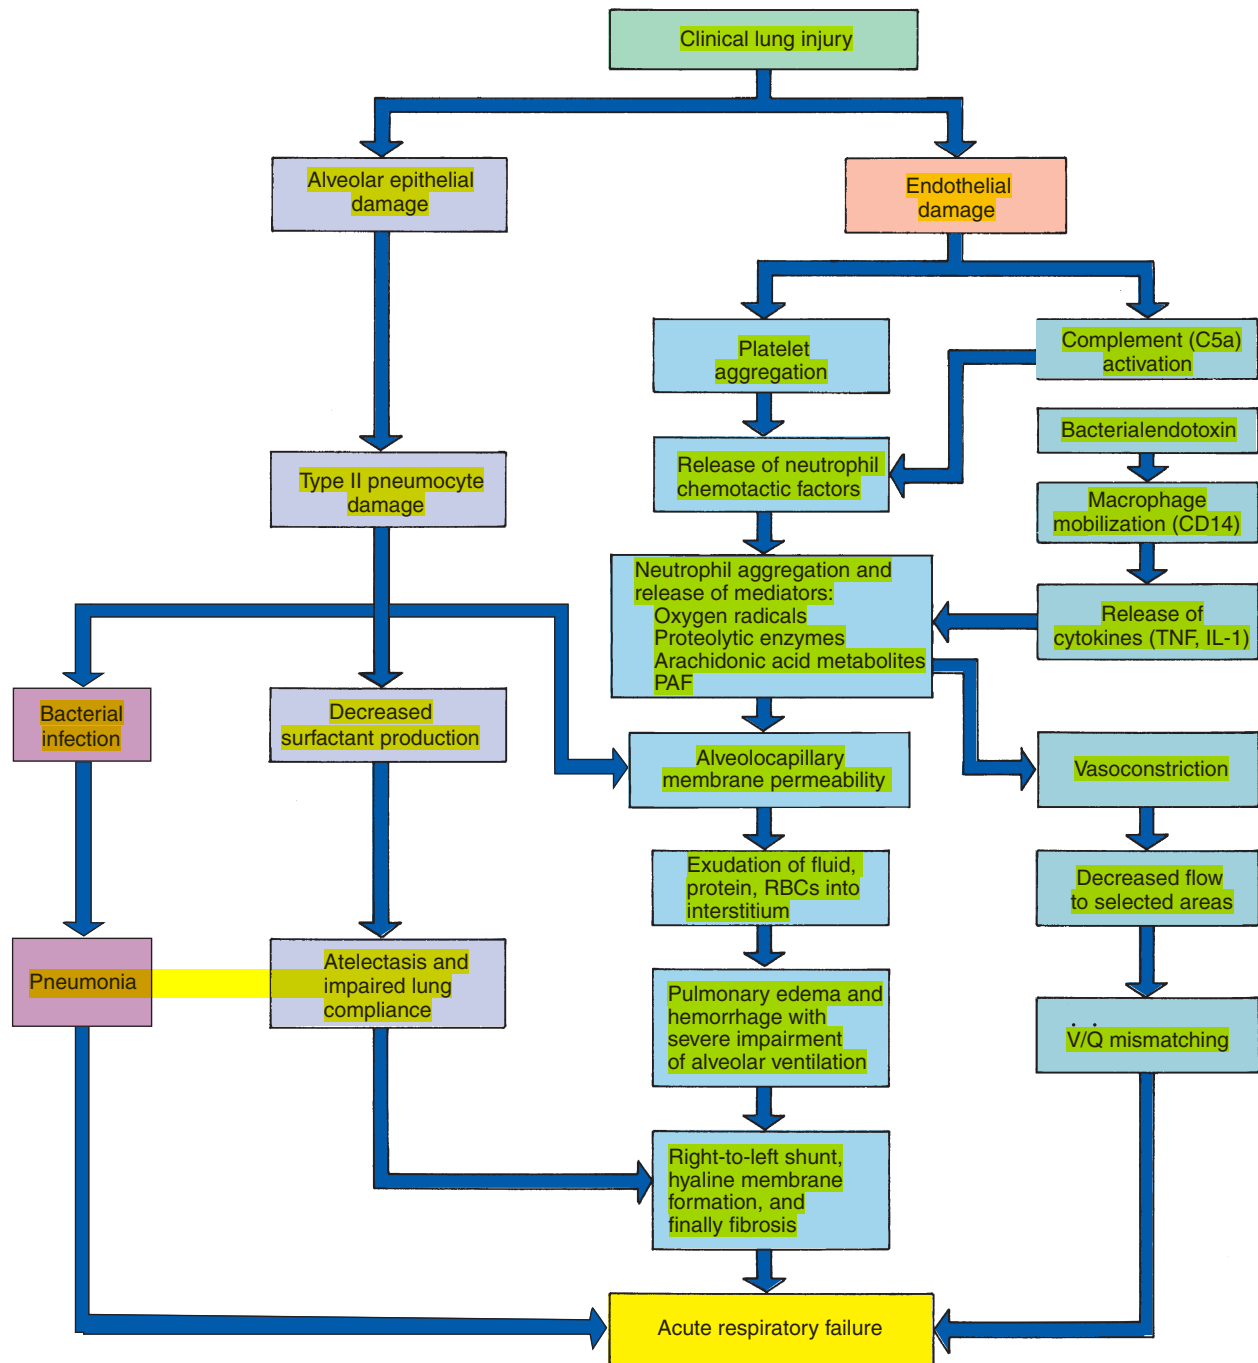 Clinical lung injury
Alveolar epithelial
damage
Endothelial
damage
Platelet
aggregation
Complement (C5a)
activation
Bacterialendotoxin
Release of neutrophil
chemotactic factors
Type II pneumocyte
damage
Macrophage
mobilization (CD14)
Neutrophil aggregation and
release of mediators:
Oxygen radicals
Proteolytic enzymes
Arachidonic acid metabolites
PAF
Release of
cytokines (TNF, IL-1)
Bacterial
infection
Decreased
surfactant production
Alveolocapillary
membrane permeability
Vasoconstriction
Exudation of fluid,
protein, RBCs into
interstitium
Decreased flow
to selected areas
Pneumonia
Atelectasis and
impaired lung
compliance
Pulmonary edema and
hemorrhage with
severe impairment
of alveolar ventilation
V̇/Q̇ mismatching
Right-to-left shunt,
hyaline membrane
formation, and
finally fibrosis
Acute respiratory failure